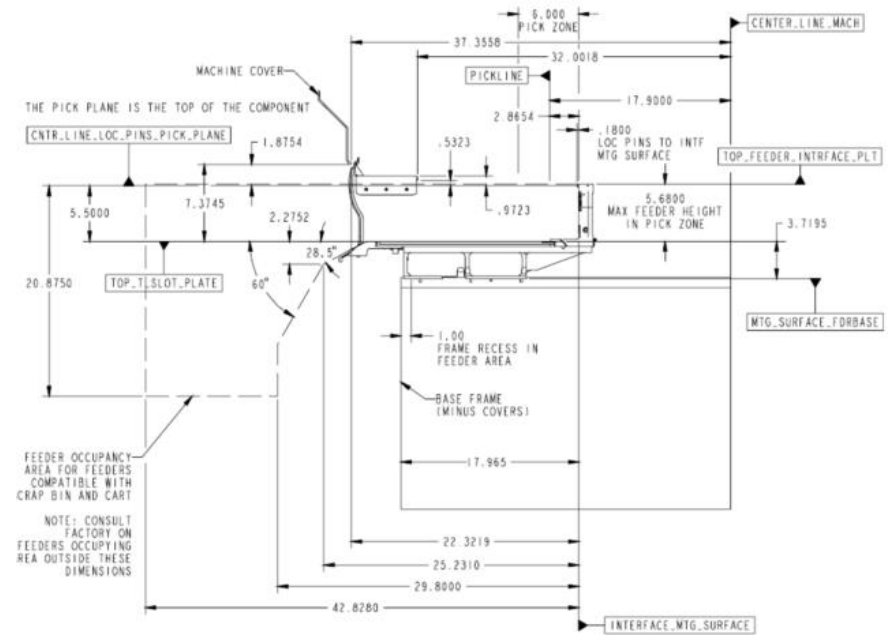 6.000
PICK ZONE
CENTER_LINE_MACH
37.3558
32.0018
MACHINE COVER
PICKLINE
THE PICK PLANE IS THE TOP OF THE COMPONENT
17.9000
2.8654
CNTR_LINE_LOC_PINS_PICK_PLANE
1.8754
.5323
.1800
LOC PINS TO INTF
MTG SURFACE
TOP_FEEDER_INTRFACE_PLT
7.3745
5.5000
2.2752
.9723
5.6800
MAX FEEDER HEIGHT
IN PICK ZONE
3.7195
28.5°
20.8750
TOP_T_SLOT_PLATE
60°
MTG_SURFACE_FDRBASE
1.00
FRAME RECESS IN
FEEDER AREA
BASE FRAME
(MINUS COVERS)
FEEDER OCCUPANCY
AREA FOR FEEDERS
COMPATIBLE WITH
CRAP BIN AND CART
17.965
NOTE: CONSULT
FACTORY ON
FEEDERS OCCUPYING
REA OUTSIDE THESE
DIMENSIONS
22.3219
25.2310
29.8000
42.8280
INTERFACE_MTG_SURFACE